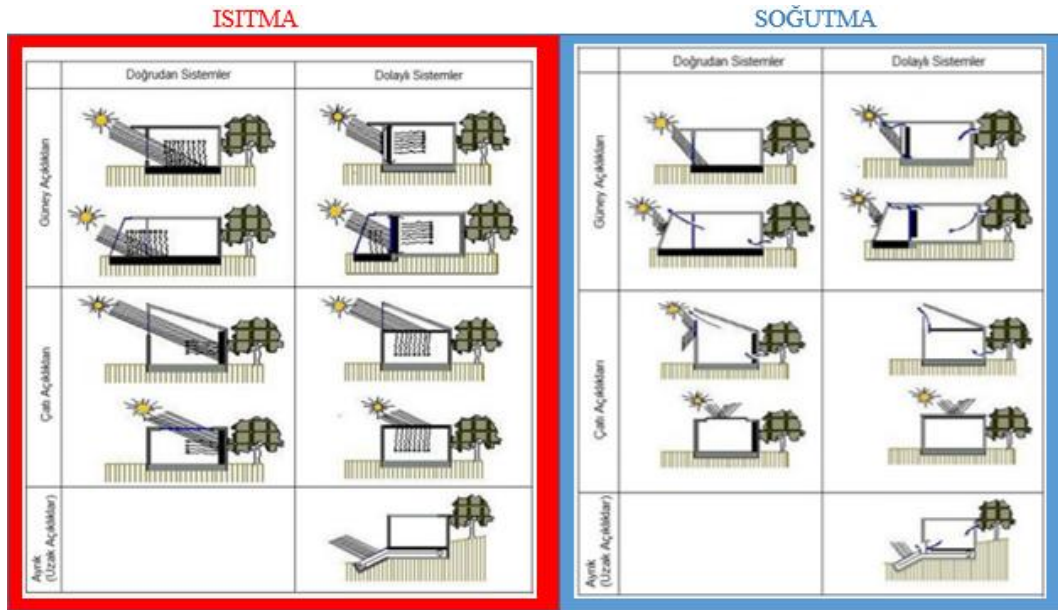 ISITMA
SOĞUTMA
Doğrudan Sistemler
Dolaylı Sistemler
Güney Açıklıkları
Çatı Açıklıkları
Ayrık
(Uzak Açıklıklar)
Doğrudan Sistemler
Dolaylı Sistemler
Güney Açıklıkları
Çatı Açıklıkları
Ayrık
(Uzak Açıklıklar)